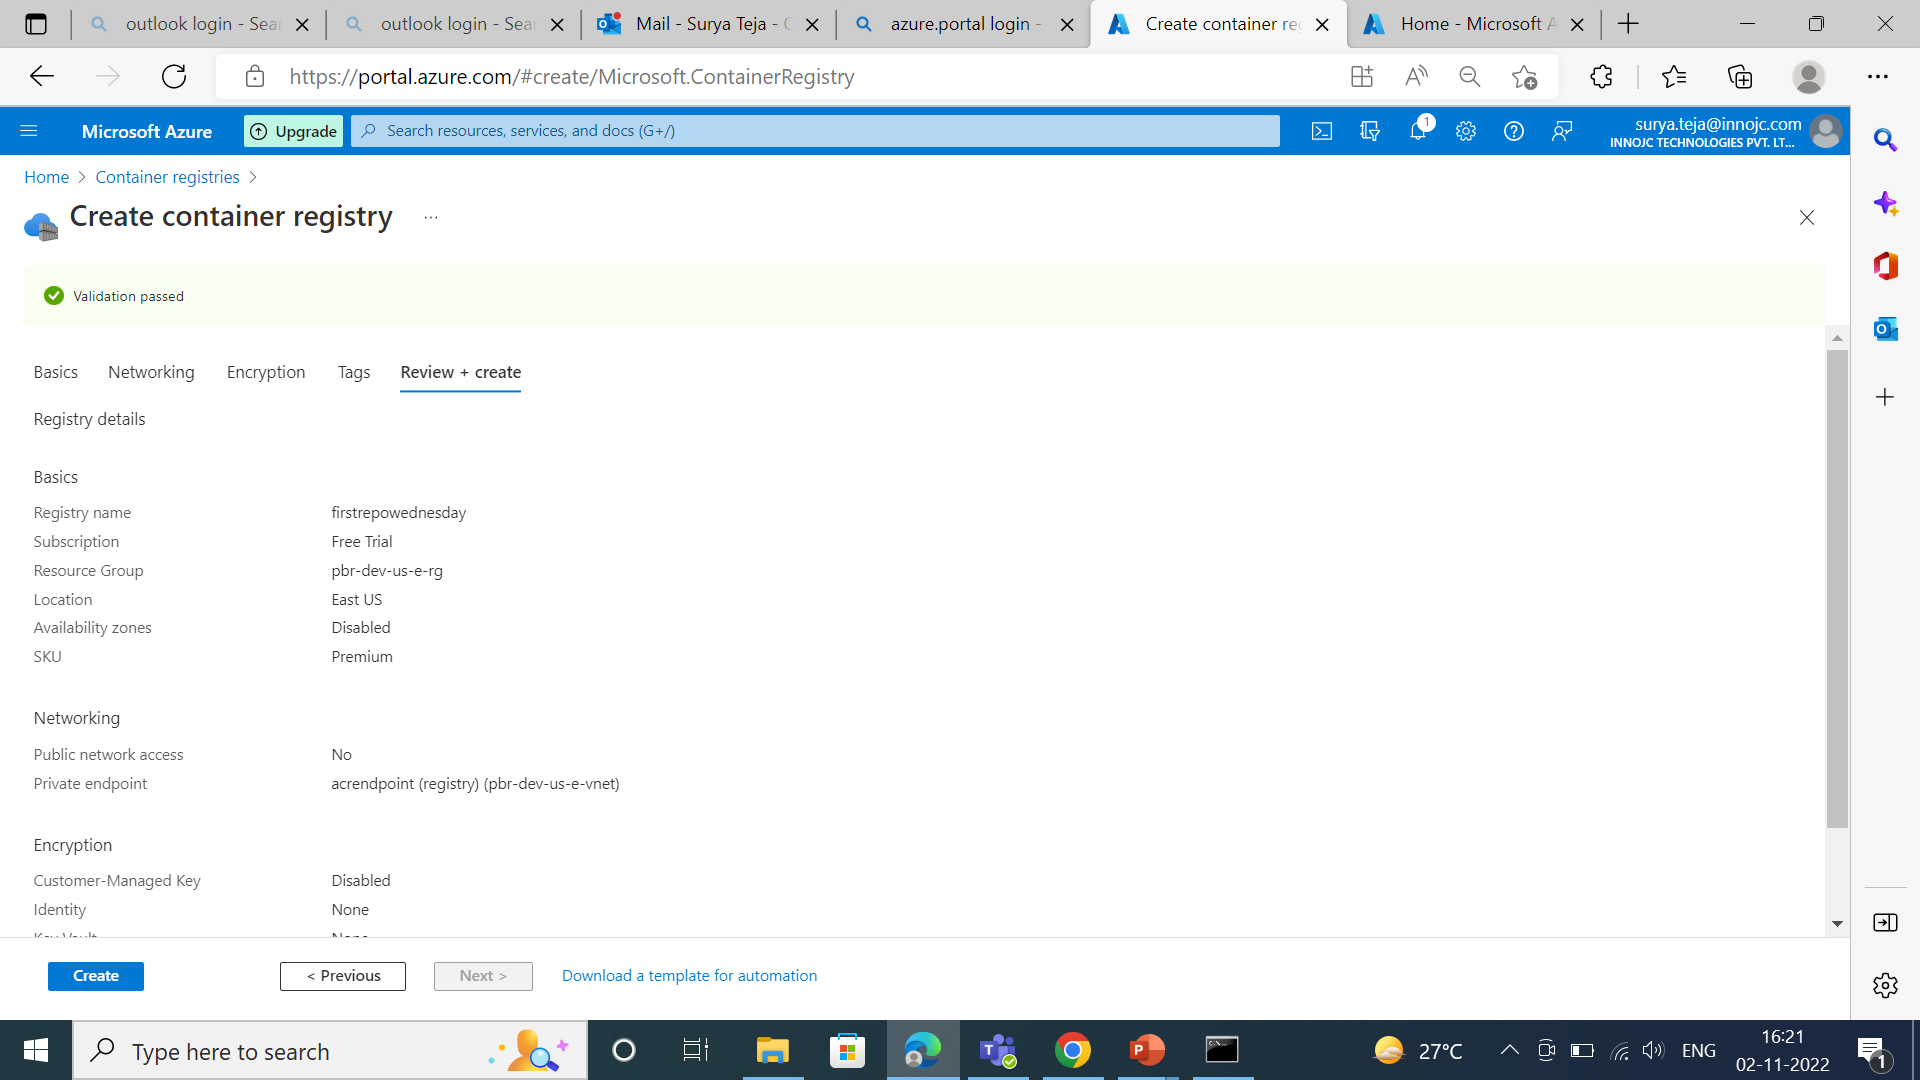 outlook login - Sea
outlook login - Sea
Mail - Surya Teja - O
azure.portal login -
Create container reg
Home - Microsoft A
https://portal.azure.com/#create/Microsoft.ContainerRegistry
Microsoft Azure
Upgrade
Search resources, services, and docs (G+/)
1
surya.teja@innojc.com
INNOJC TECHNOLOGIES PVT. LT...
Home > Container registries >
Create container registry ...
Validation passed
Basics Networking Encryption Tags Review + create
Registry details
Basics
Registry name firstrepowednesday
Subscription Free Trial
Resource Group pbr-dev-us-e-rg
Location East US
Availability zones Disabled
SKU Premium
Networking
Public network access No
Private endpoint acrendpoint (registry) (pbr-dev-us-e-vnet)
Encryption
Customer-Managed Key Disabled
Identity None
Key Vault None
Create < Previous Next > Download a template for automation
Type here to search
27°C
ENG
16:21
02-11-2022
1